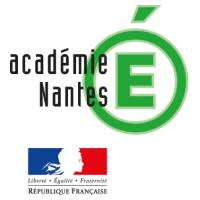 académie
Nantes
É
Liberté • Égalité • Fraternité
RÉPUBLIQUE FRANÇAISE